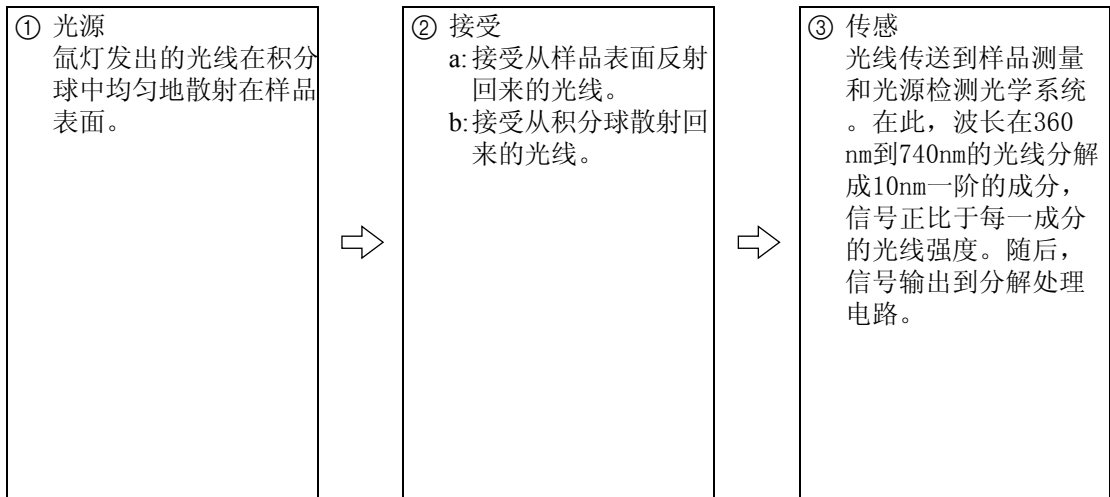 ① 光源
氙灯发出的光线在积分
球中均匀地散射在样品
表面。
② 接受
a:接受从样品表面反射
回来的光线。
b:接受从积分球散射回
来的光线。
③ 传感
光线传送到样品测量
和光源检测光学系统
。在此，波长在360
nm到740nm的光线分解
成10nm一阶的成分，
信号正比于每一成分
的光线强度。随后，
信号输出到分解处理
电路。